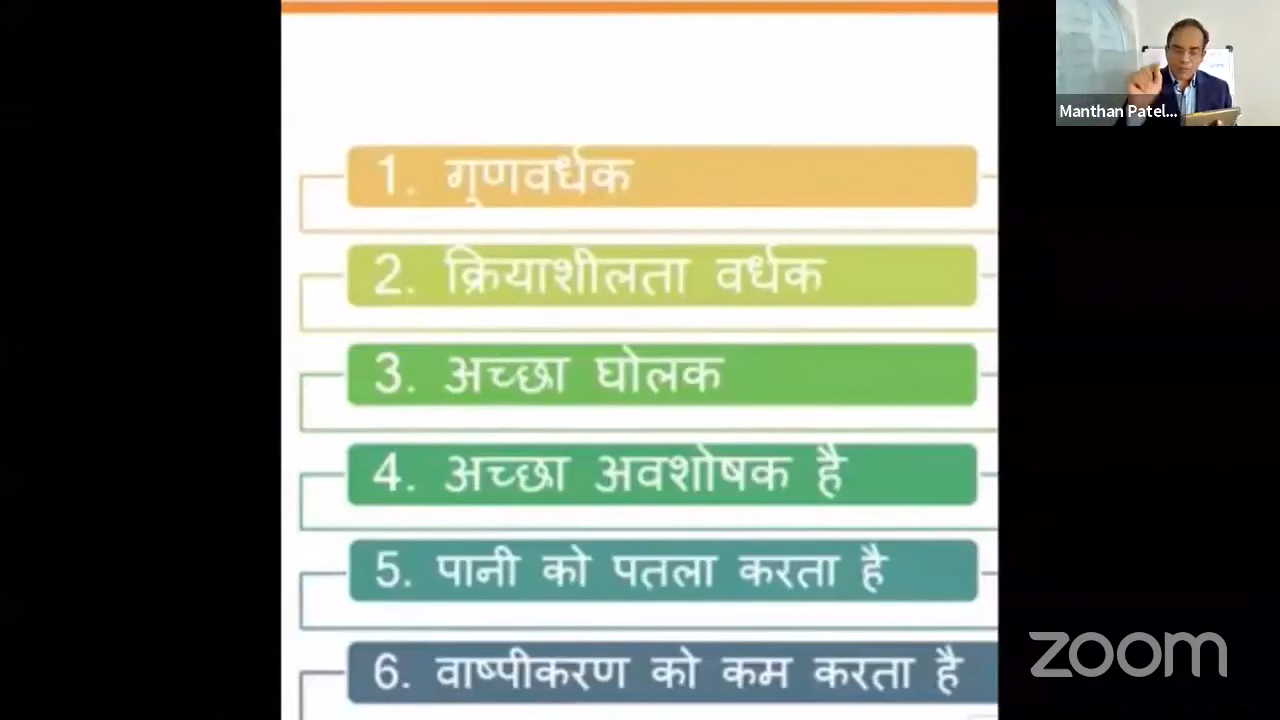 Manthan Patel...
1. गुणवर्धक
2. क्रियाशीलता वर्धक
3. अच्छा घोलक
4. अच्छा अवशोषक है
5. पानी को पतला करता है
6. वाष्पीकरण को कम करता है
zoom